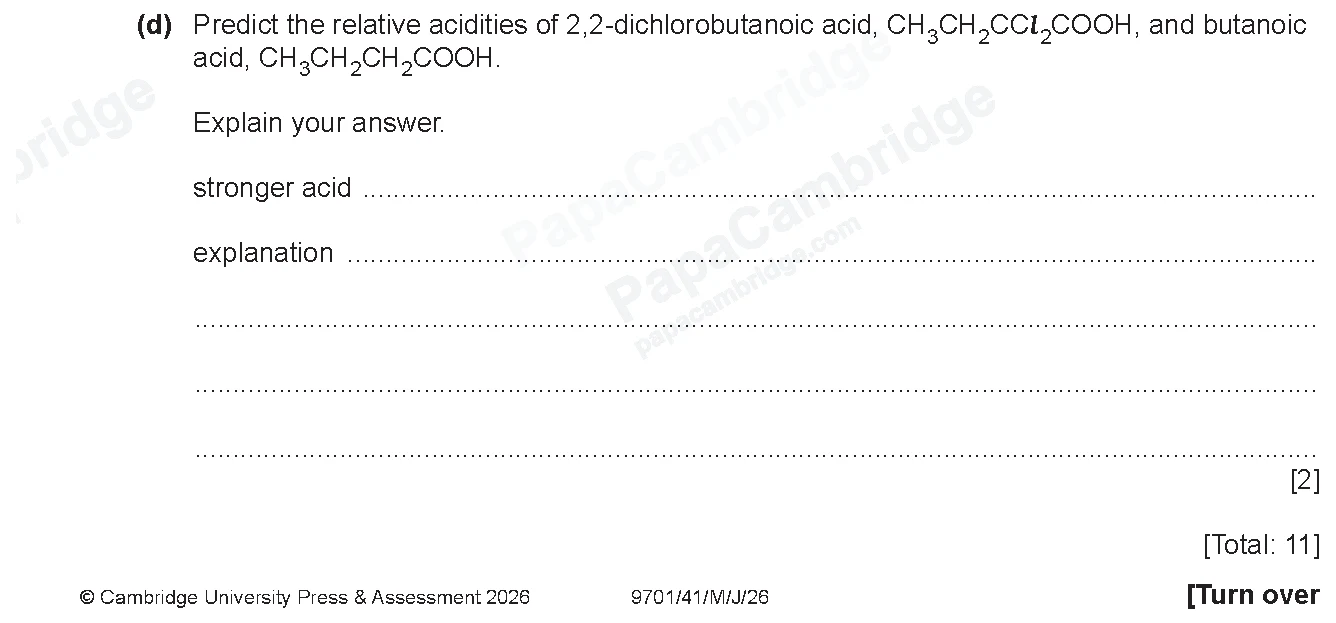 (d) Predict the relative acidities of 2,2-dichlorobutanoic acid, CH₃CH₂CCl₂COOH, and butanoic
acid, CH₃CH₂CH₂COOH.
Explain your answer.
stronger acid ................................................................
explanation ................................................................
................................................................
................................................................
................................................................
[2]
[Total: 11]
© Cambridge University Press & Assessment 2026 9701/41/M/J/26 [Turn over
ridge
PapaCambridge
PapaCambridge
papacambridge.com